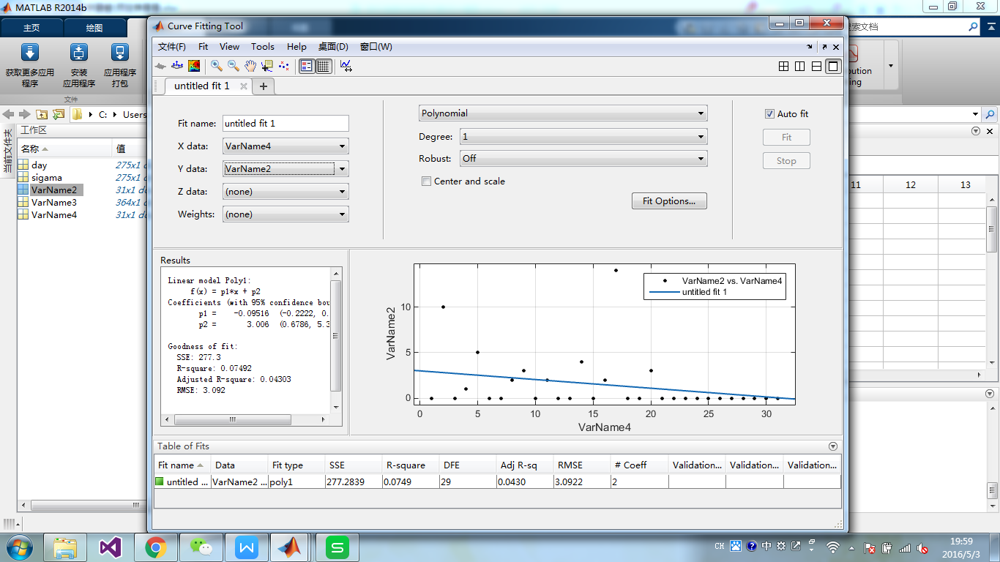 MATLAB R2014b
主页
绘图
搜索文档
获取更多应用
程序
安装
应用程序
应用程序
打包
文件
C:
Users
当前文件夹
工作区
名称
值
day
275x1 d
sigama
275x1 d
VarName2
31x1 do
VarName3
364x1 d
VarName4
31x1 do
11
12
13
Curve Fitting Tool
文件(F)
Fit
View
Tools
Help
桌面(D)
窗口(W)
untitled fit 1
Fit name:
untitled fit 1
X data:
VarName4
Y data:
VarName2
Z data:
(none)
Weights:
(none)
Polynomial
Degree:
1
Robust:
Off
Center and scale
Fit Options...
Auto fit
Fit
Stop
Results
Linear model Poly1:
f(x) = p1*x + p2
Coefficients (with 95% confidence bou
p1 = -0.09516 (-0.2222, 0.
p2 = 3.006 (0.6786, 5.3
Goodness of fit:
SSE: 277.3
R-square: 0.07492
Adjusted R-square: 0.04303
RMSE: 3.092
VarName2 vs. VarName4
untitled fit 1
VarName2
10
5
0
0 5 10 15 20 25 30
VarName4
Table of Fits
Fit name Data Fit type SSE R-square DFE Adj R-sq RMSE # Coeff Validation... Validation... Validation...
untitled ... VarName2 ... poly1 277.2839 0.0749 29 0.0430 3.0922 2
CH
中
19:59
2016/5/3